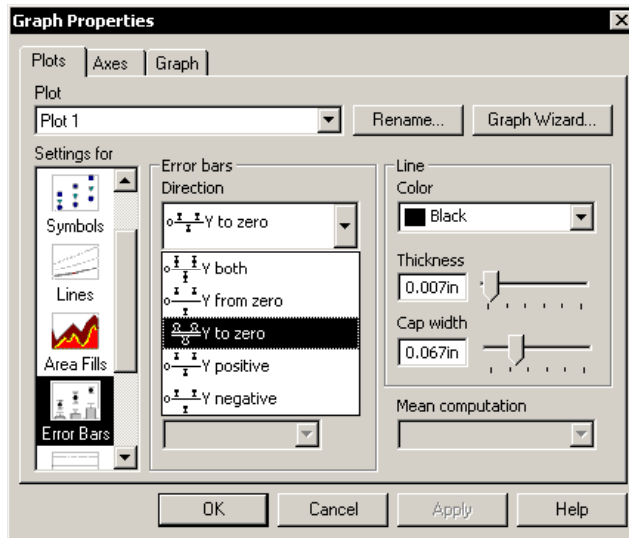 Graph Properties
Plots Axes Graph
Plot
Plot 1 Rename... Graph Wizard...
Settings for
Symbols
Lines
Area Fills
Error Bars
Error bars
Direction
Y to zero
Y both
Y from zero
Y to zero
Y positive
Y negative
Line
Color
Black
Thickness
0.007in
Cap width
0.067in
Mean computation
OK Cancel Apply Help